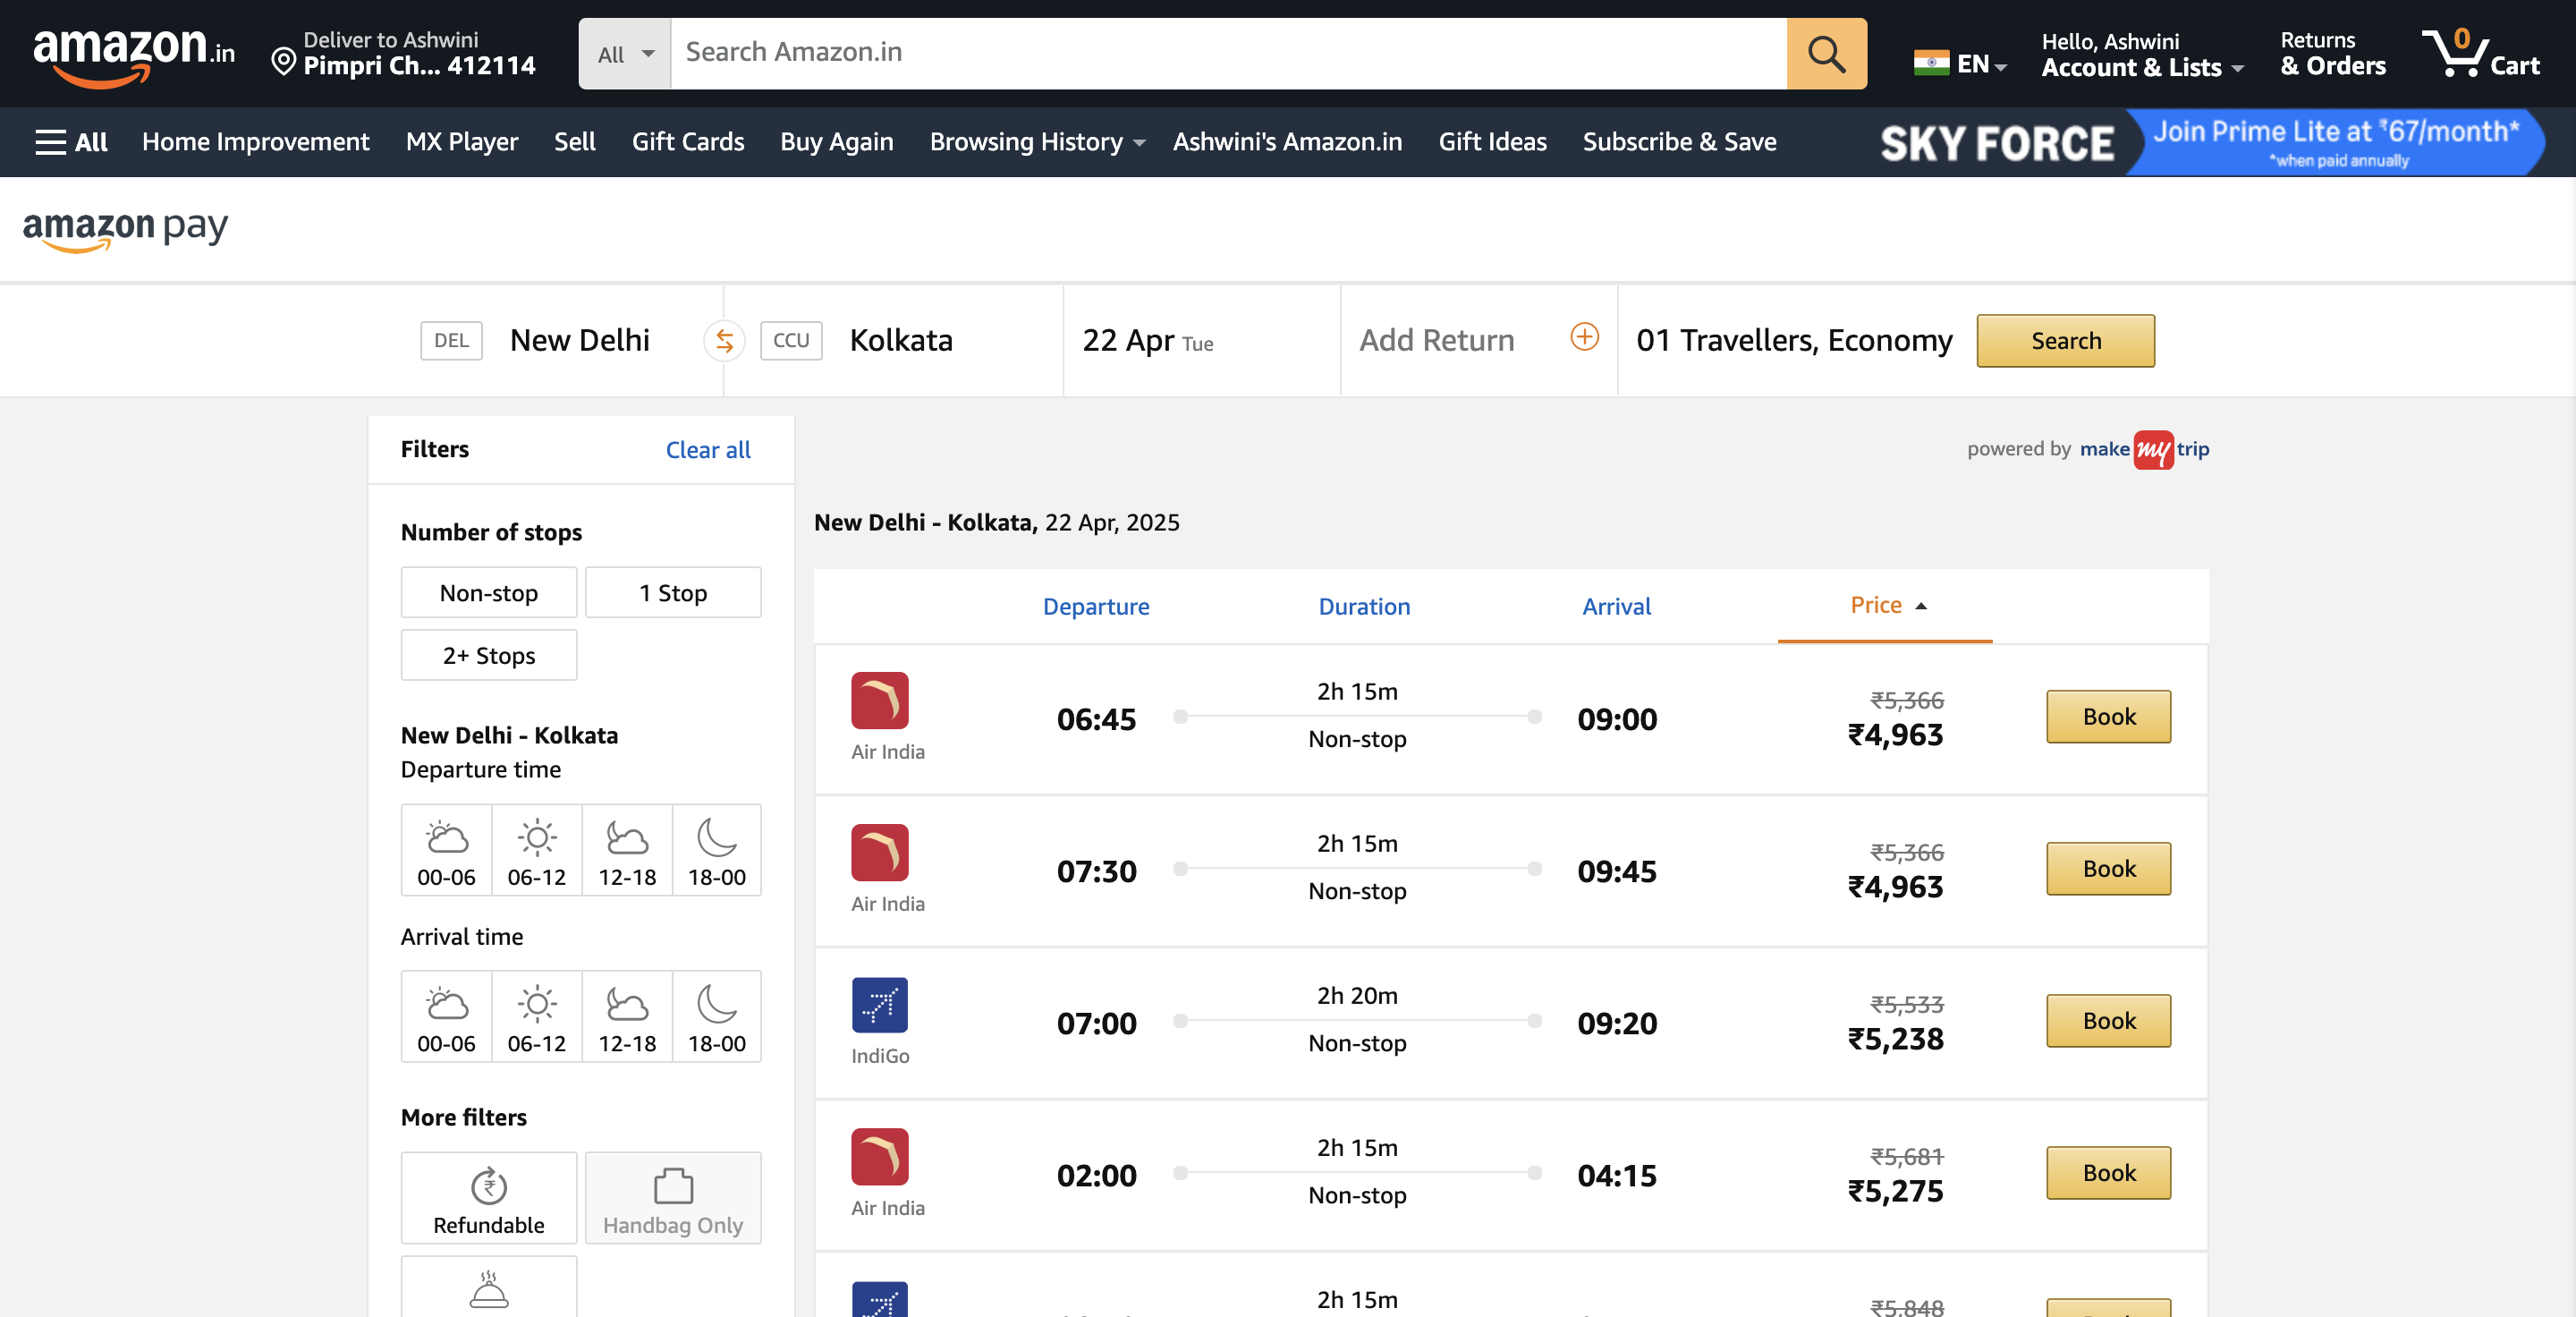 amazon.in
Deliver to Ashwini
Pimpri Ch... 412114
All
Search Amazon.in
EN
Hello, Ashwini
Account & Lists
Returns
& Orders
0
Cart
All Home Improvement MX Player Sell Gift Cards Buy Again Browsing History Ashwini's Amazon.in Gift Ideas Subscribe & Save
SKY FORCE
Join Prime Lite at ₹67/month*
*when paid annually
amazon pay
DEL New Delhi CCU Kolkata 22 Apr Tue Add Return 01 Travellers, Economy Search
Filters Clear all
Number of stops
Non-stop 1 Stop
2+ Stops
New Delhi - Kolkata
Departure time
00-06 06-12 12-18 18-00
Arrival time
00-06 06-12 12-18 18-00
More filters
Refundable Handbag Only
powered by make my trip
New Delhi - Kolkata, 22 Apr, 2025
Departure Duration Arrival Price
Air India
06:45
2h 15m
Non-stop
09:00
₹5,366
₹4,963
Book
Air India
07:30
2h 15m
Non-stop
09:45
₹5,366
₹4,963
Book
IndiGo
07:00
2h 20m
Non-stop
09:20
₹5,533
₹5,238
Book
Air India
02:00
2h 15m
Non-stop
04:15
₹5,681
₹5,275
Book
2h 15m
₹5,848